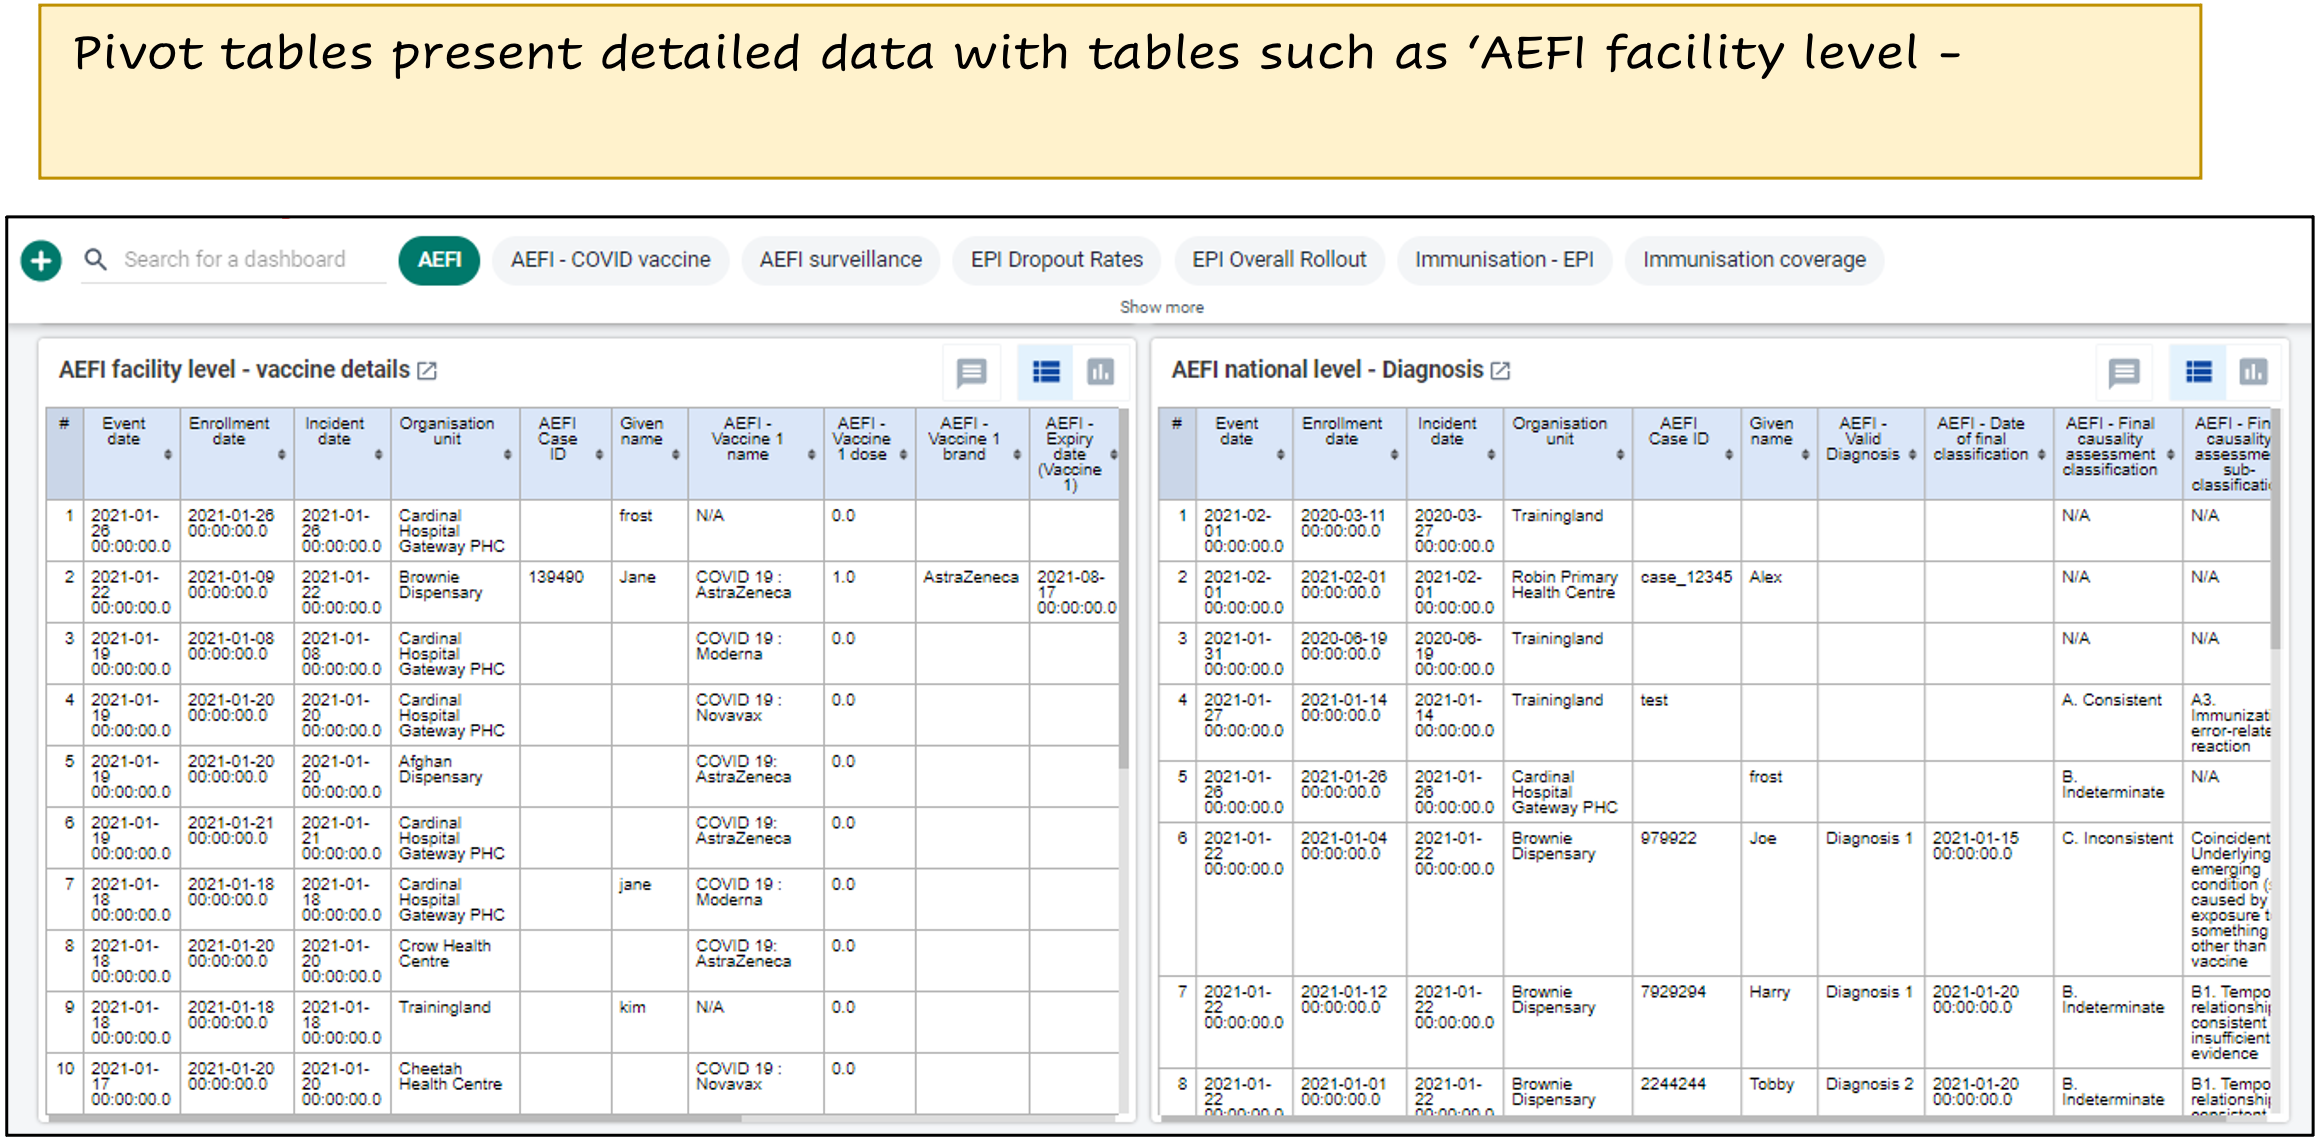 Pivot tables present detailed data with tables such as ‘AEFI facility level -
Search for a dashboard AEFI AEFI - COVID vaccine AEFI surveillance EPI Dropout Rates EPI Overall Rollout Immunisation - EPI Immunisation coverage
Show more
AEFI facility level - vaccine details
# Event date Enrollment date Incident date Organisation unit AEFI Case ID Given name AEFI - Vaccine 1 name AEFI - Vaccine 1 dose AEFI - Vaccine 1 brand AEFI - Expiry date (Vaccine 1)
1 2021-01-26 00:00:00.0 2021-01-26 00:00:00.0 2021-01-26 00:00:00.0 Cardinal Hospital Gateway PHC frost N/A 0.0
2 2021-01-22 00:00:00.0 2021-01-09 00:00:00.0 2021-01-22 00:00:00.0 Brownie Dispensary 139490 Jane COVID 19 : AstraZeneca 1.0 AstraZeneca 2021-08-17 00:00:00.0
3 2021-01-19 00:00:00.0 2021-01-08 00:00:00.0 2021-01-08 00:00:00.0 Cardinal Hospital Gateway PHC COVID 19 : Moderna 0.0
4 2021-01-19 00:00:00.0 2021-01-20 00:00:00.0 2021-01-20 00:00:00.0 Cardinal Hospital Gateway PHC COVID 19 : Novavax 0.0
5 2021-01-19 00:00:00.0 2021-01-20 00:00:00.0 2021-01-20 00:00:00.0 Afghan Dispensary COVID 19: AstraZeneca 0.0
6 2021-01-19 00:00:00.0 2021-01-21 00:00:00.0 2021-01-21 00:00:00.0 Cardinal Hospital Gateway PHC COVID 19: AstraZeneca 0.0
7 2021-01-18 00:00:00.0 2021-01-18 00:00:00.0 2021-01-18 00:00:00.0 Cardinal Hospital Gateway PHC jane COVID 19 : Moderna 0.0
8 2021-01-18 00:00:00.0 2021-01-20 00:00:00.0 2021-01-20 00:00:00.0 Crow Health Centre COVID 19: AstraZeneca 0.0
9 2021-01-18 00:00:00.0 2021-01-18 00:00:00.0 2021-01-18 00:00:00.0 Trainingland kim N/A 0.0
10 2021-01-17 00:00:00.0 2021-01-20 00:00:00.0 2021-01-20 00:00:00.0 Cheetah Health Centre COVID 19 : Novavax 0.0
AEFI national level - Diagnosis
# Event date Enrollment date Incident date Organisation unit AEFI Case ID Given name AEFI - Valid Diagnosis AEFI - Date of final classification AEFI - Final causality assessment classification AEFI - Fin causality assessme sub- classificati
1 2021-02-01 00:00:00.0 2020-03-11 00:00:00.0 2020-03-27 00:00:00.0 Trainingland N/A N/A
2 2021-02-01 00:00:00.0 2021-02-01 00:00:00.0 2021-02-01 00:00:00.0 Robin Primary Health Centre case_12345 Alex N/A N/A
3 2021-01-31 00:00:00.0 2020-06-19 00:00:00.0 2020-06-19 00:00:00.0 Trainingland N/A N/A
4 2021-01-27 00:00:00.0 2021-01-14 00:00:00.0 2021-01-14 00:00:00.0 Trainingland test A. Consistent A3. Immunizati error-relate reaction
5 2021-01-26 00:00:00.0 2021-01-26 00:00:00.0 2021-01-26 00:00:00.0 Cardinal Hospital Gateway PHC frost B. Indeterminate N/A
6 2021-01-22 00:00:00.0 2021-01-04 00:00:00.0 2021-01-22 00:00:00.0 Brownie Dispensary 979922 Joe Diagnosis 1 2021-01-15 00:00:00.0 C. Inconsistent Coincident Underlying emerging condition ( caused by exposure t something other than vaccine
7 2021-01-22 00:00:00.0 2021-01-12 00:00:00.0 2021-01-22 00:00:00.0 Brownie Dispensary 7929294 Harry Diagnosis 1 2021-01-20 00:00:00.0 B. Indeterminate B1. Tempo relationshi consistent insufficient evidence
8 2021-01-22 00:00:00.0 2021-01-01 00:00:00.0 2021-01-22 00:00:00.0 Brownie Dispensary 2244244 Tobby Diagnosis 2 2021-01-20 00:00:00.0 B. Indeterminate B1. Tempo relationshi consistent